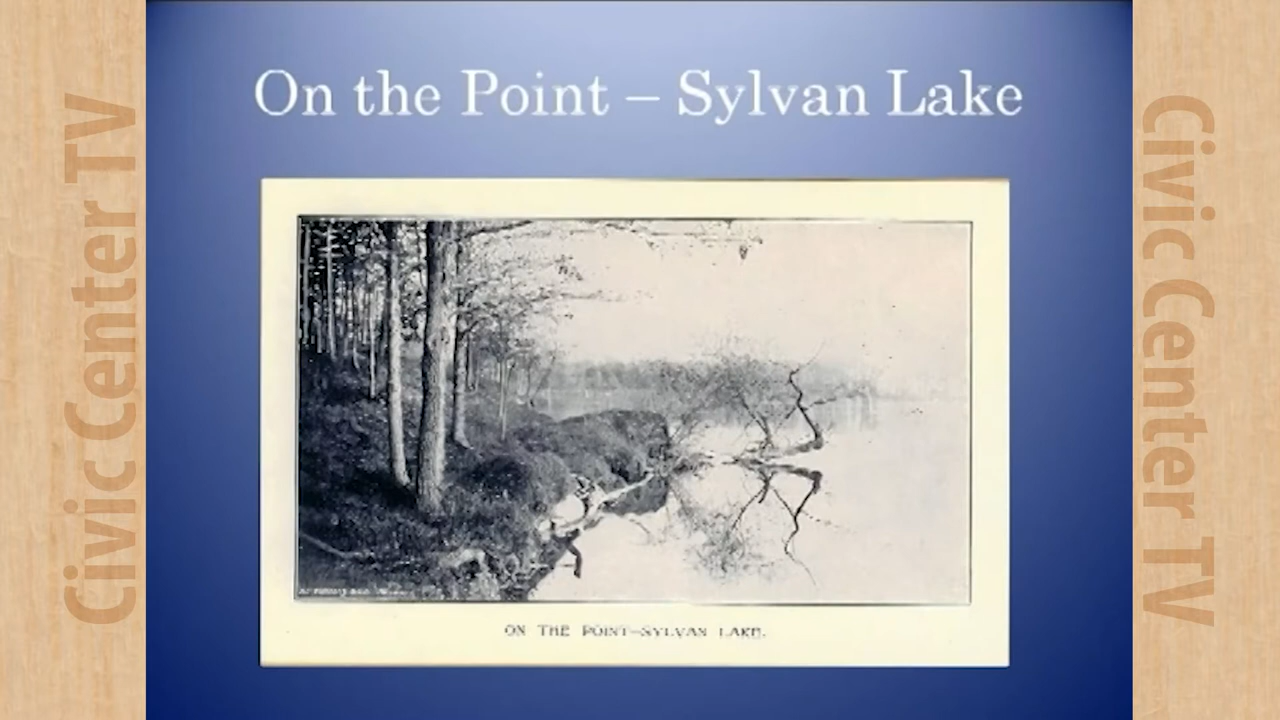 On the Point – Sylvan Lake
Civic Center TV
Civic Center TV
ON THE POINT—SYLVAN LAKE.